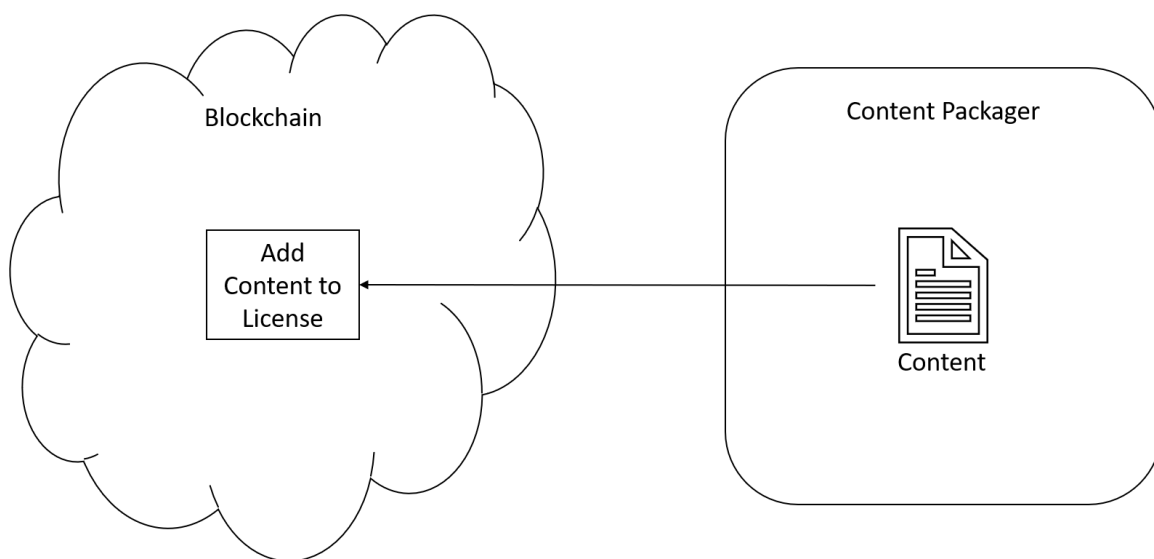 Blockchain
Content Packager
Add
Content to
License
Content